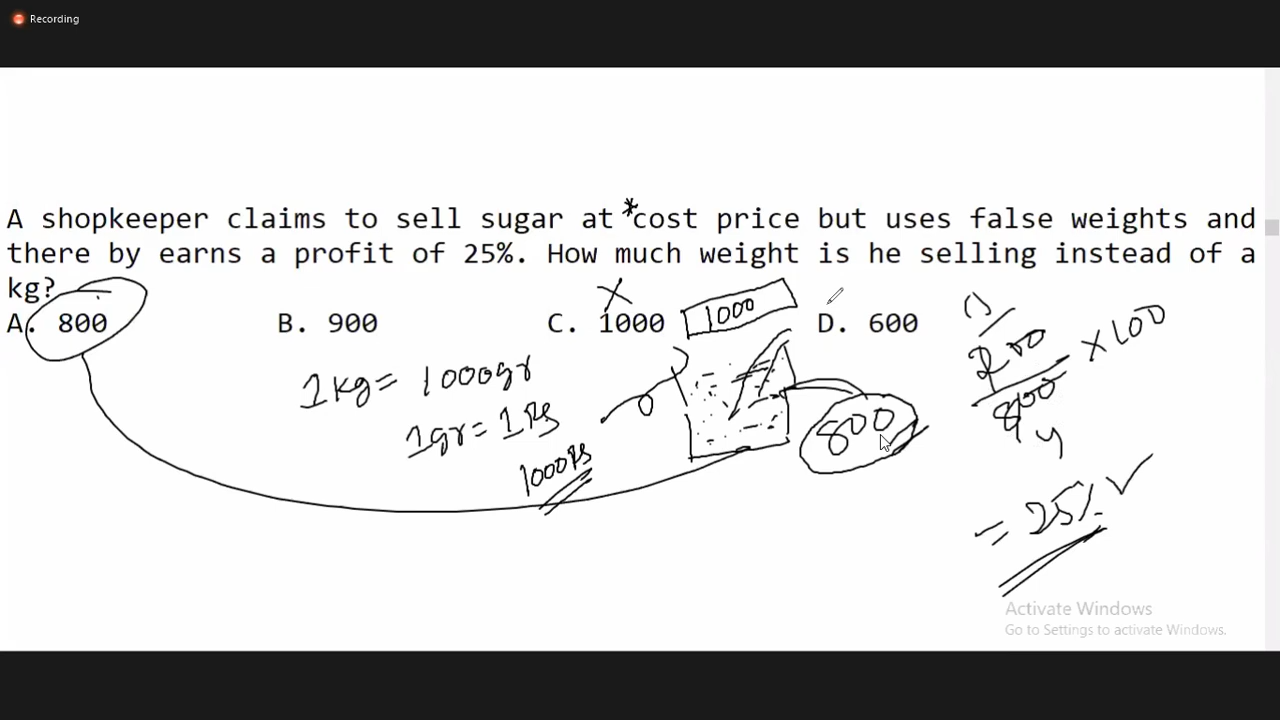 Recording
A shopkeeper claims to sell sugar at *cost price but uses false weights and
there by earns a profit of 25%. How much weight is he selling instead of a
kg?
A. 800 B. 900 C. 1000 D. 600
X
1000
1kg = 1000gr
1gr = 1Rs
1000Rs
800
200
800
x100
4
= 25% ✓
Activate Windows
Go to Settings to activate Windows.